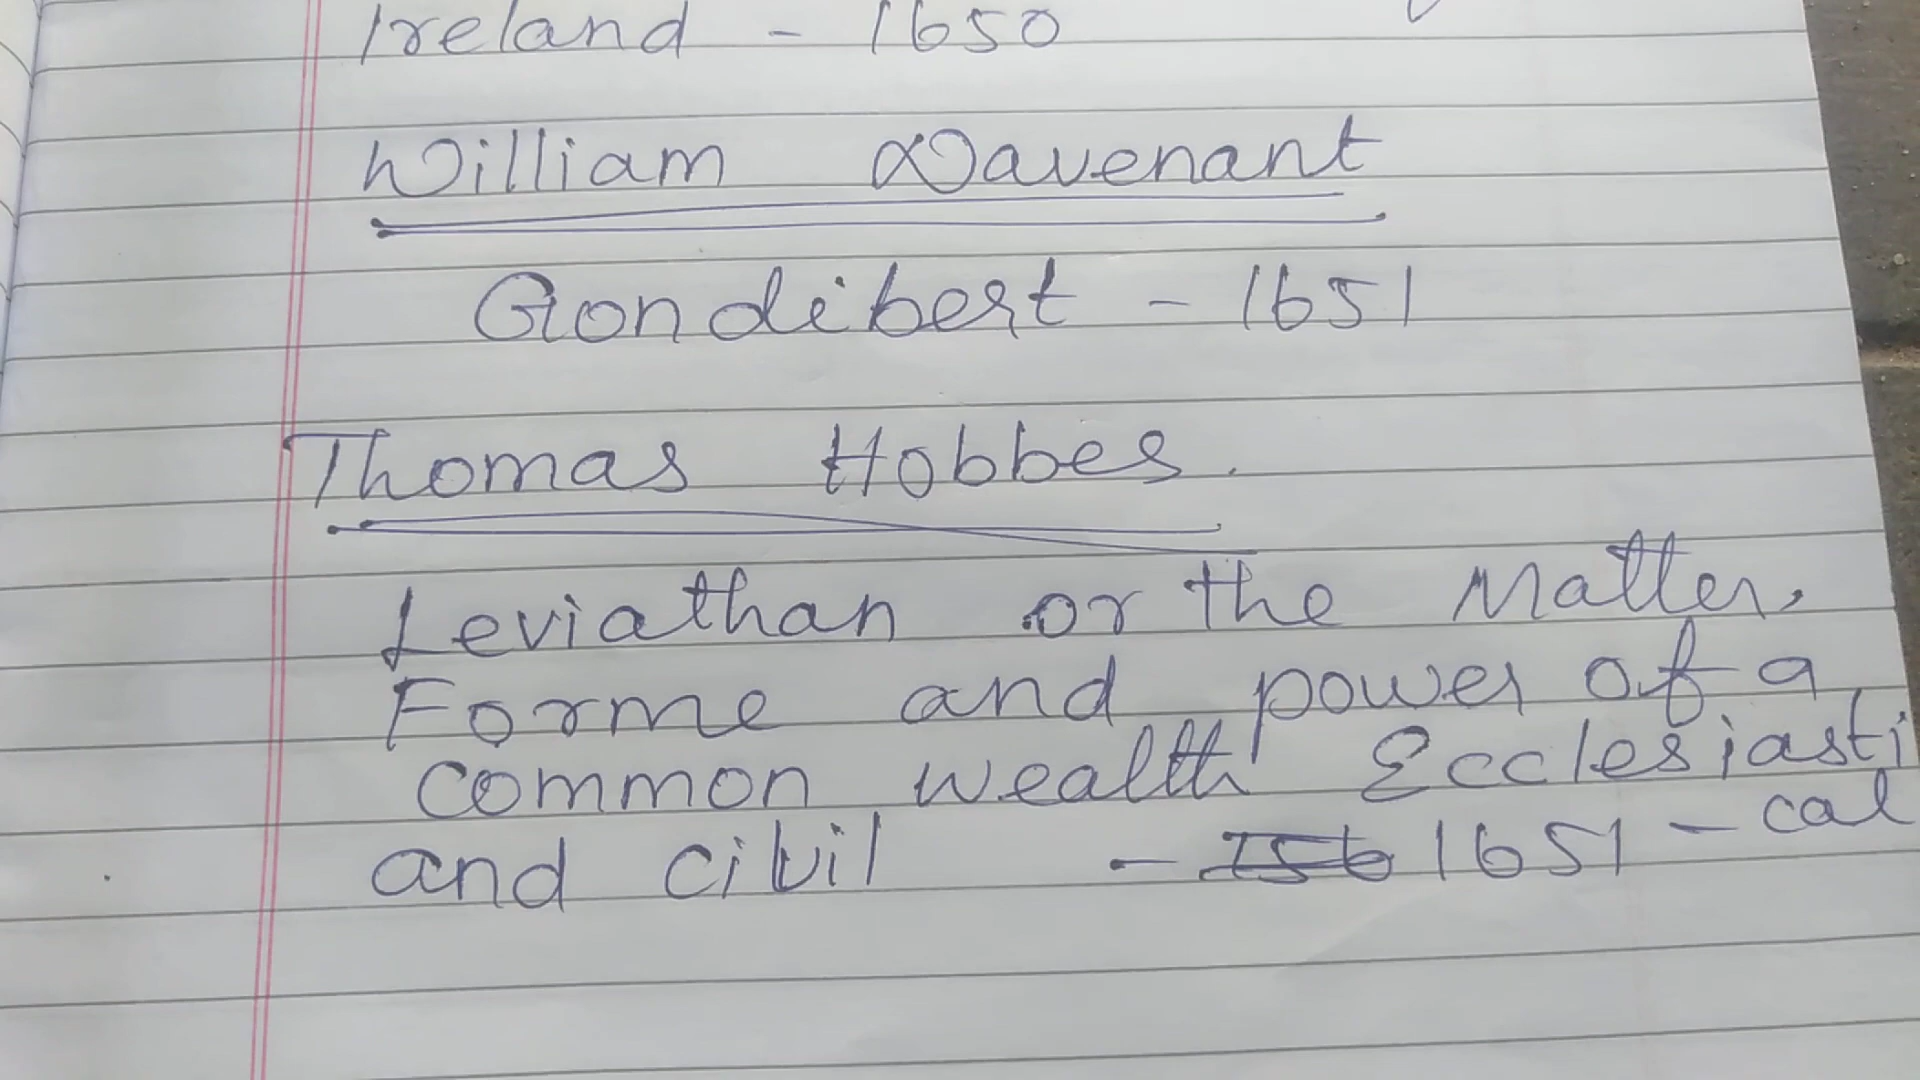 Ireland - 1650
William Davenant
Gondibert - 1651
Thomas Hobbes.
Leviathan or the Matter,
Forme and power of a
common wealth Ecclesiasti
and civil - 1651 - cal